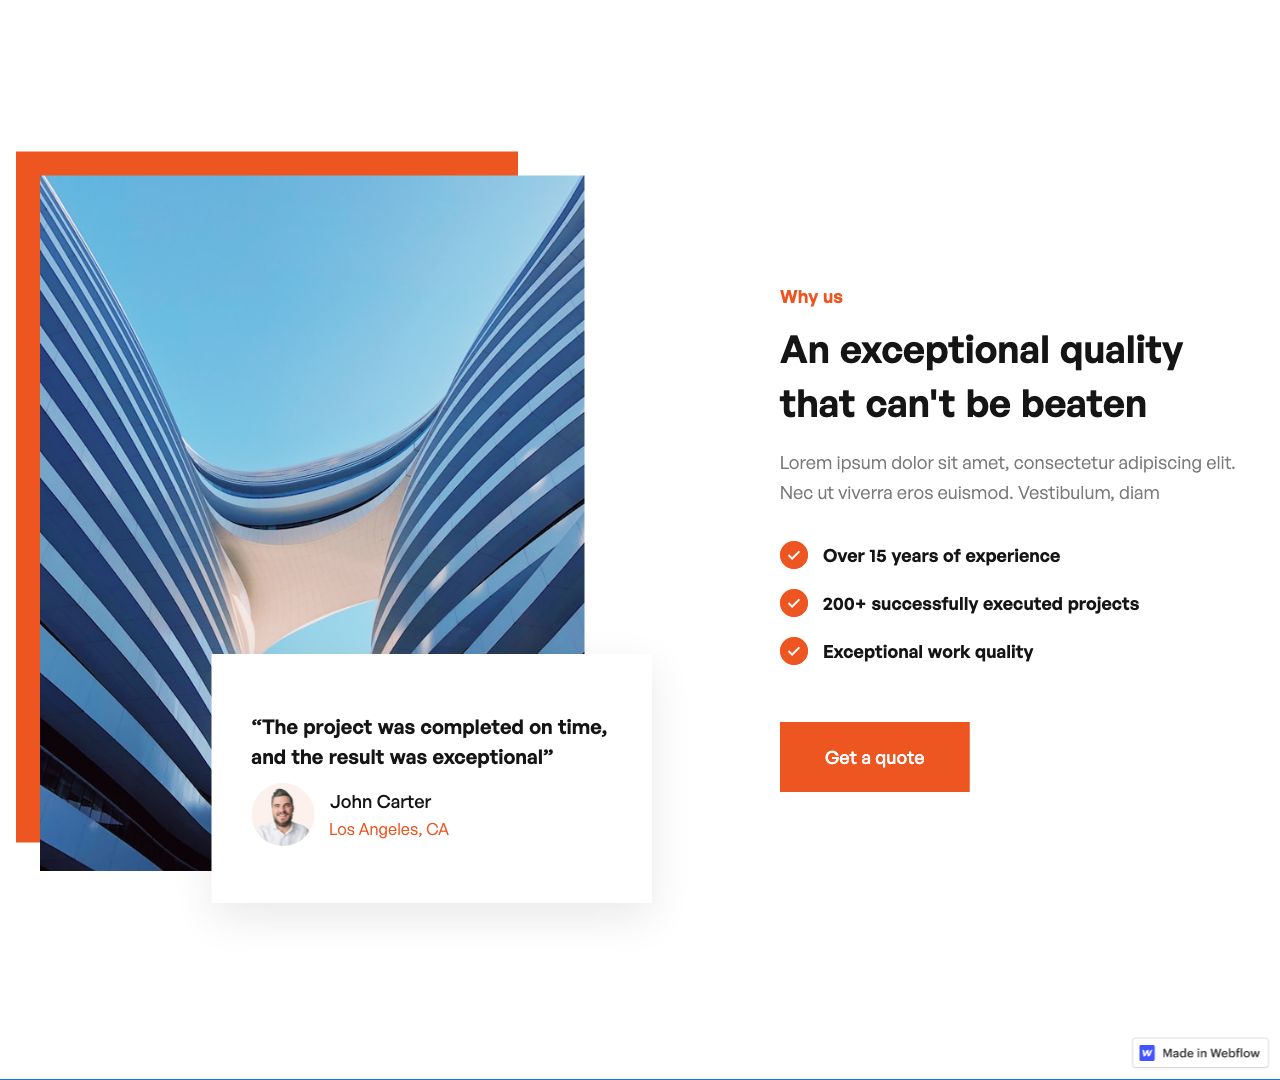 Why us
An exceptional quality
that can't be beaten
Lorem ipsum dolor sit amet, consectetur adipiscing elit.
Nec ut viverra eros euismod. Vestibulum, diam
Over 15 years of experience
200+ successfully executed projects
Exceptional work quality
Get a quote
“The project was completed on time,
and the result was exceptional”
John Carter
Los Angeles, CA
Made in Webflow